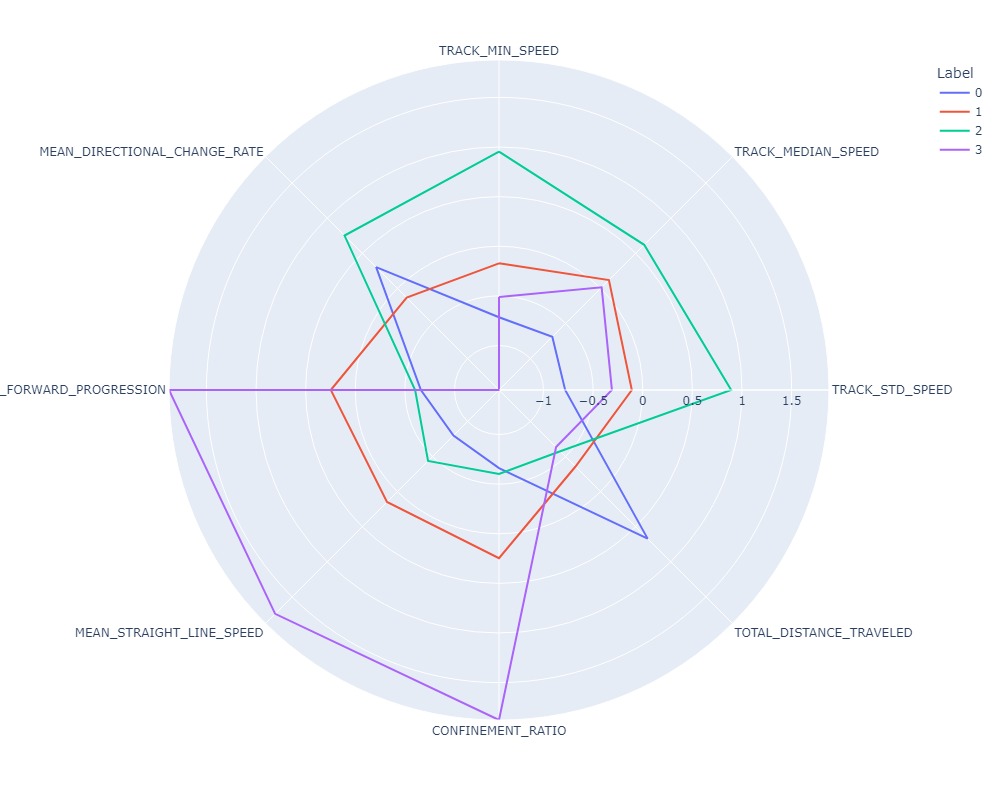 TRACK_MIN_SPEED
Label
0
1
2
3
MEAN_DIRECTIONAL_CHANGE_RATE
TRACK_MEDIAN_SPEED
_FORWARD_PROGRESSION
TRACK_STD_SPEED
−1
−0.5
0
0.5
1
1.5
MEAN_STRAIGHT_LINE_SPEED
TOTAL_DISTANCE_TRAVELED
CONFINEMENT_RATIO